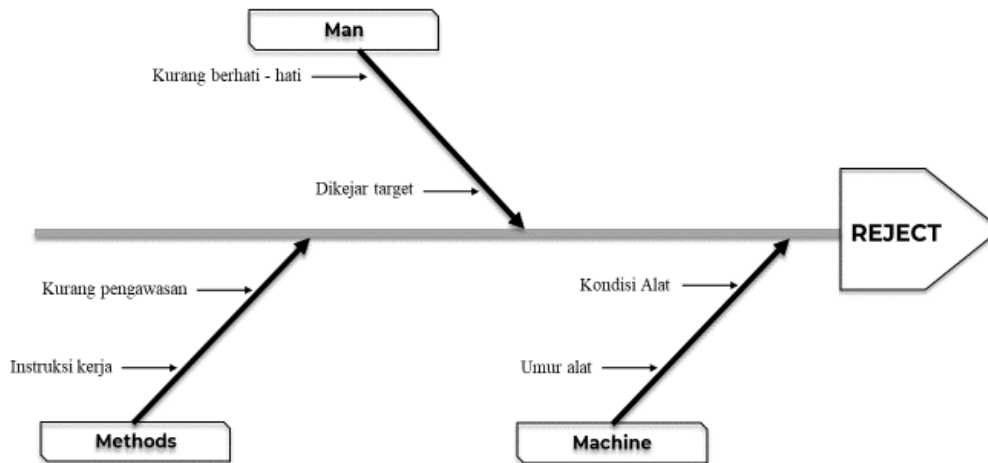 Man
Kurang berhati - hati
Dikejar target
REJECT
Kurang pengawasan
Kondisi Alat
Instruksi kerja
Umur alat
Methods
Machine